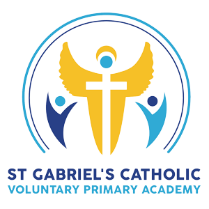 ST GABRIEL'S CATHOLIC
VOLUNTARY PRIMARY ACADEMY